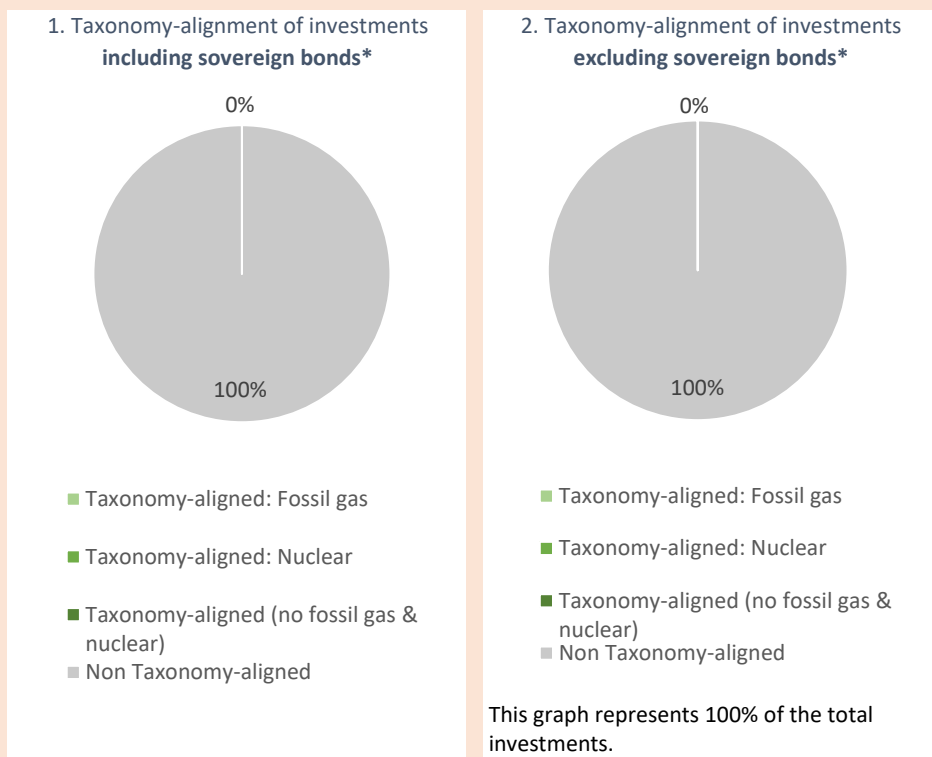 1. Taxonomy-alignment of investments
including sovereign bonds*
0%
100%
Taxonomy-aligned: Fossil gas
Taxonomy-aligned: Nuclear
Taxonomy-aligned (no fossil gas &
nuclear)
Non Taxonomy-aligned
2. Taxonomy-alignment of investments
excluding sovereign bonds*
0%
100%
Taxonomy-aligned: Fossil gas
Taxonomy-aligned: Nuclear
Taxonomy-aligned (no fossil gas &
nuclear)
Non Taxonomy-aligned
This graph represents 100% of the total
investments.